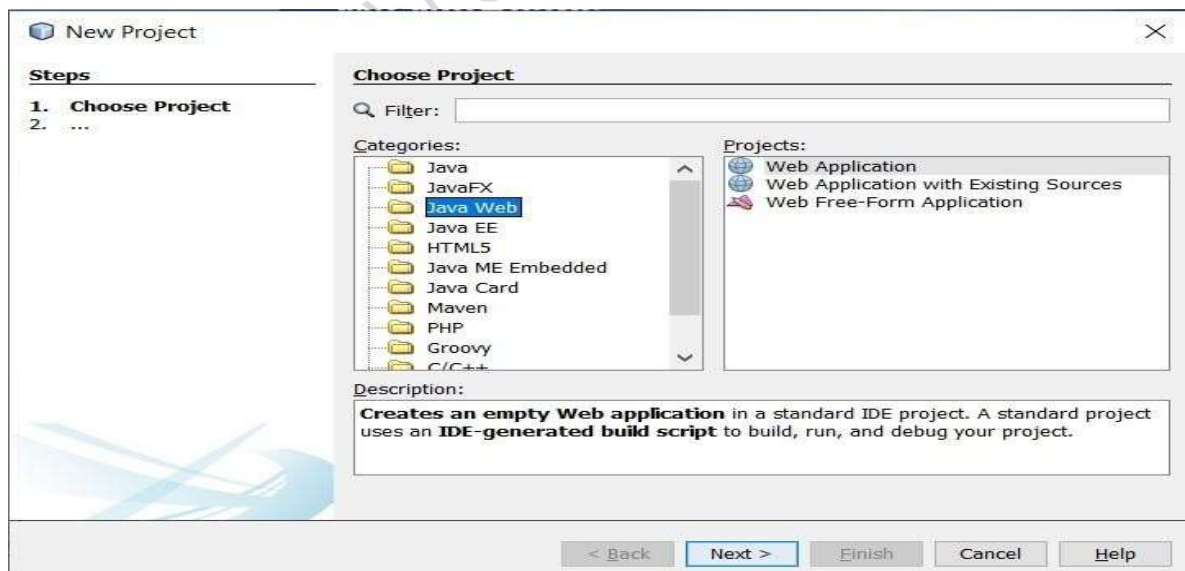 New Project
Steps
1. Choose Project
2. ...
Choose Project
Filter:
Categories:
Java
JavaFX
Java Web
Java EE
HTML5
Java ME Embedded
Java Card
Maven
PHP
Groovy
C/C++
Projects:
Web Application
Web Application with Existing Sources
Web Free-Form Application
Description:
Creates an empty Web application in a standard IDE project. A standard project
uses an IDE-generated build script to build, run, and debug your project.
< Back Next > Finish Cancel Help